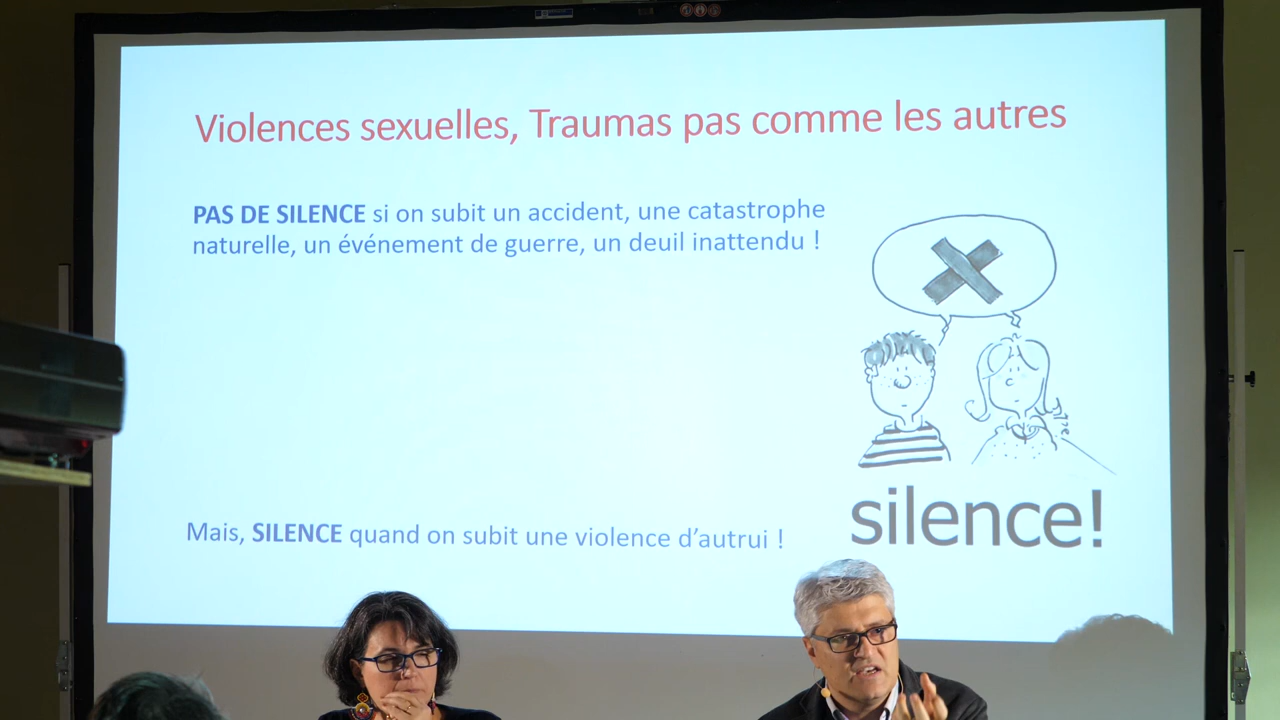 Violences sexuelles, Traumas pas comme les autres
PAS DE SILENCE si on subit un accident, une catastrophe
naturelle, un événement de guerre, un deuil inattendu !
silence!
Mais, SILENCE quand on subit une violence d'autrui !